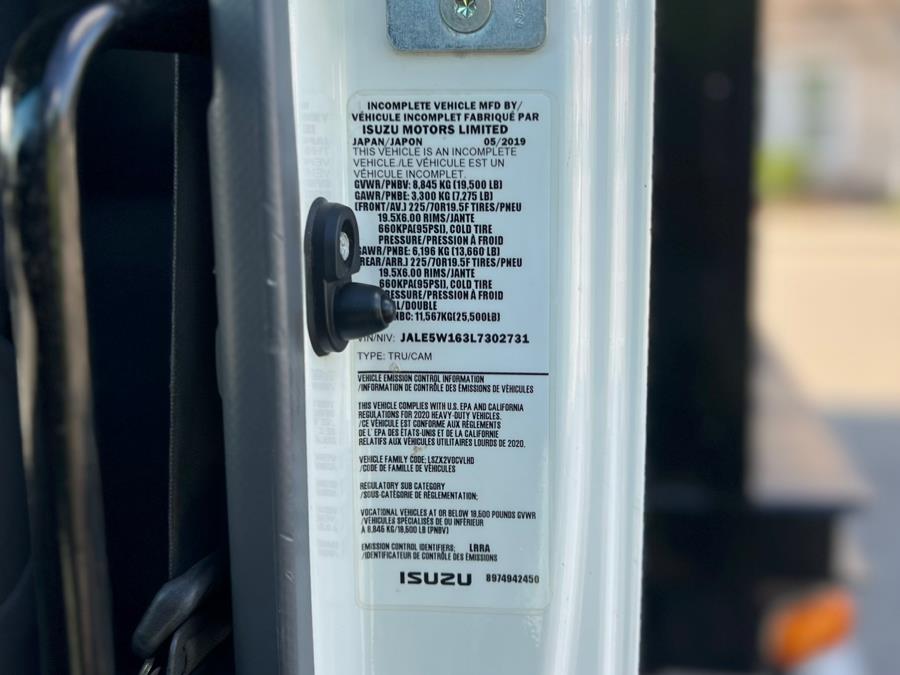 INCOMPLETE VEHICLE MFD BY/
VÉHICULE INCOMPLET FABRIQUÉ PAR
ISUZU MOTORS LIMITED
JAPAN/JAPON 05/2019
THIS VEHICLE IS AN INCOMPLETE
VEHICLE./LE VÉHICULE EST UN
VÉHICULE INCOMPLET.
GVWR/PNBV: 8,845 KG (19,500 LB)
GAWR/PNBE: 3,300 KG (7,275 LB)
(FRONT/AV.) 225/70R19.5F TIRES/PNEU
19.5X6.00 RIMS/JANTE
660KPA(95PSI), COLD TIRE
PRESSURE/PRESSION À FROID
GAWR/PNBE: 6,196 KG (13,660 LB)
REAR/ARR.) 225/70R19.5F TIRES/PNEU
19.5X6.00 RIMS/JANTE
660KPA(95PSI), COLD TIRE
PRESSURE/PRESSION À FROID
/DOUBLE
NBC: 11,567KG(25,500LB)
VIN/NIV: JALE5W163L7302731
TYPE: TRU/CAM
VEHICLE EMISSION CONTROL INFORMATION
/INFORMATION DE CONTRÔLE DES ÉMISSIONS DE VÉHICULES
THIS VEHICLE COMPLIES WITH U.S. EPA AND CALIFORNIA
REGULATIONS FOR 2020 HEAVY-DUTY VEHICLES.
/CE VÉHICULE EST CONFORME AUX RÈGLEMENTS
DE L' EPA DES ÉTATS-UNIS ET DE LA CALIFORNIE
RELATIFS AUX VÉHICULES UTILITAIRES LOURDS DE 2020.
VEHICLE FAMILY CODE: LSZX2VOCVLHD
/CODE DE FAMILLE DE VÉHICULES
REGULATORY SUB CATEGORY
/SOUS-CATÉGORIE DE RÉGLEMENTATION;
VOCATIONAL VEHICLES AT OR BELOW 19,500 POUNDS GVWR
/VÉHICULES SPÉCIALISÉS DE OU INFÉRIEUR
À 8,845 KG/19,500 LB (PNBV)
EMISSION CONTROL IDENTIFIERS: LRRA
/IDENTIFICATEUR DE CONTRÔLE DES ÉMISSIONS
ISUZU 8974942450